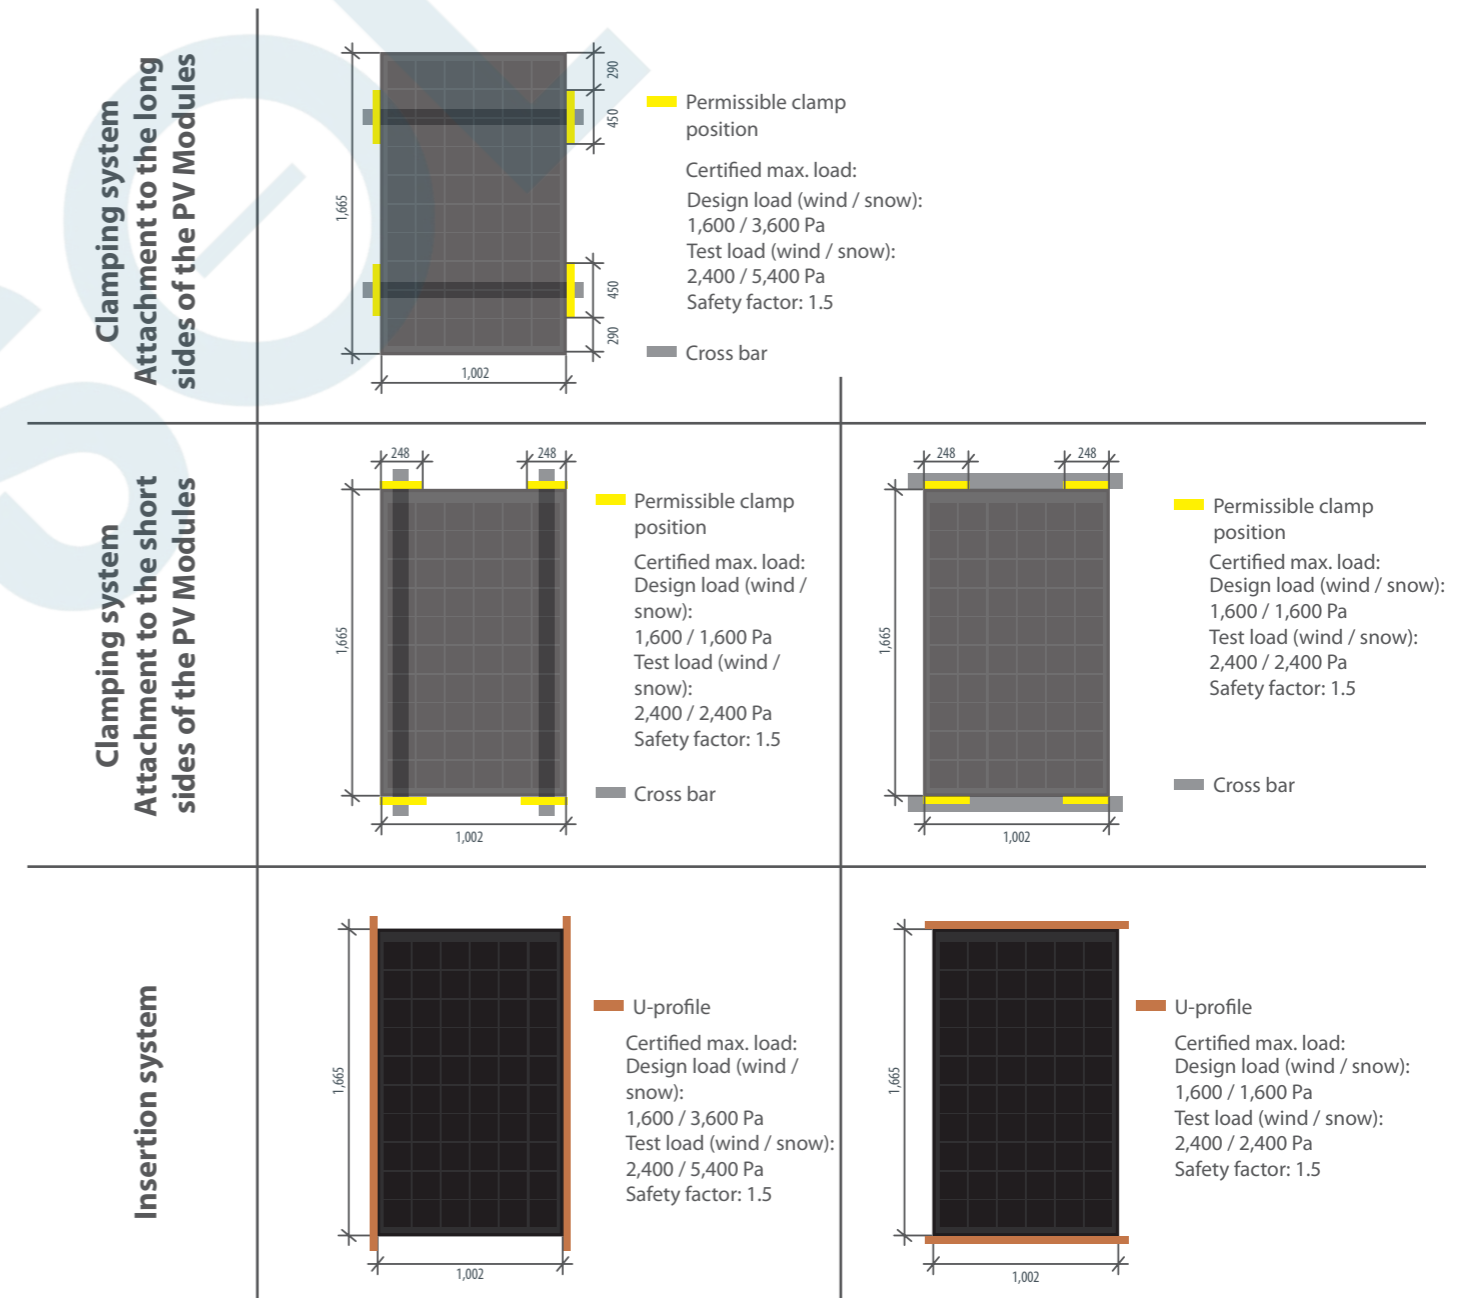 Clamping system
Attachment to the long
sides of the PV Modules
290
450
1,665
450
290
1,002
Permissible clamp
position
Certified max. load:
Design load (wind / snow):
1,600 / 3,600 Pa
Test load (wind / snow):
2,400 / 5,400 Pa
Safety factor: 1.5
Cross bar
Clamping system
Attachment to the short
sides of the PV Modules
248
248
1,665
1,002
Permissible clamp
position
Certified max. load:
Design load (wind /
snow):
1,600 / 1,600 Pa
Test load (wind /
snow):
2,400 / 2,400 Pa
Safety factor: 1.5
Cross bar
248
248
1,665
1,002
Permissible clamp
position
Certified max. load:
Design load (wind / snow):
1,600 / 1,600 Pa
Test load (wind / snow):
2,400 / 2,400 Pa
Safety factor: 1.5
Cross bar
Insertion system
1,665
1,002
U-profile
Certified max. load:
Design load (wind /
snow):
1,600 / 3,600 Pa
Test load (wind / snow):
2,400 / 5,400 Pa
Safety factor: 1.5
1,665
1,002
U-profile
Certified max. load:
Design load (wind / snow):
1,600 / 1,600 Pa
Test load (wind / snow):
2,400 / 2,400 Pa
Safety factor: 1.5